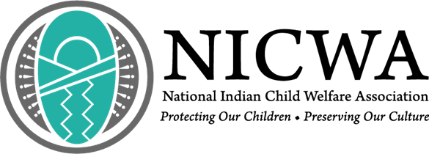 NICWA
National Indian Child Welfare Association
Protecting Our Children • Preserving Our Culture